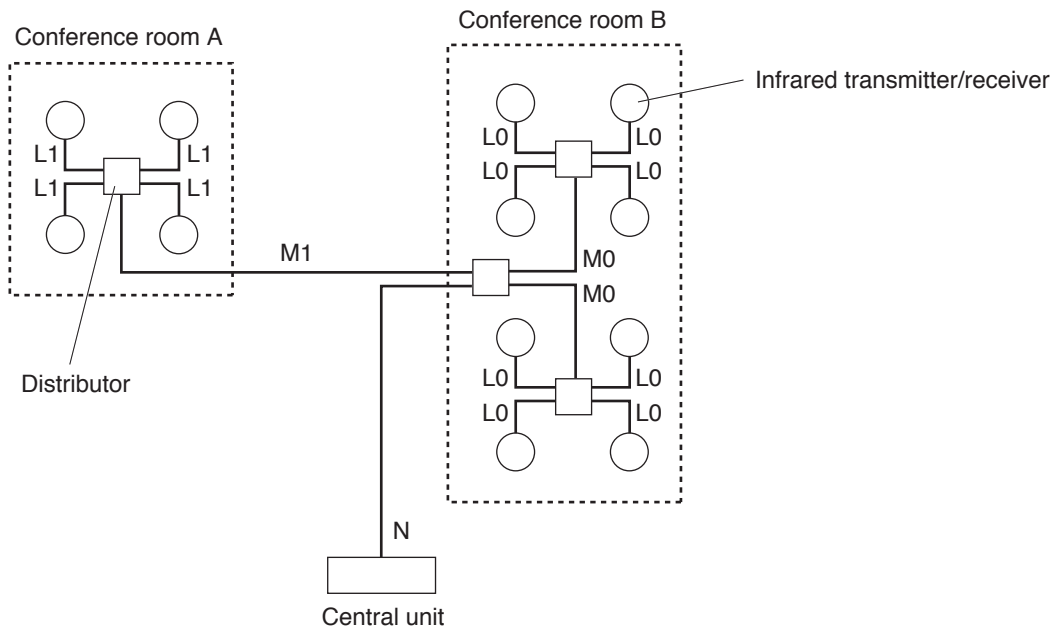 Conference room B
Conference room A
Infrared transmitter/receiver
L1 L1
L1 L1
L0 L0
L0 L0
M1
M0
M0
Distributor
L0 L0
L0 L0
N
Central unit